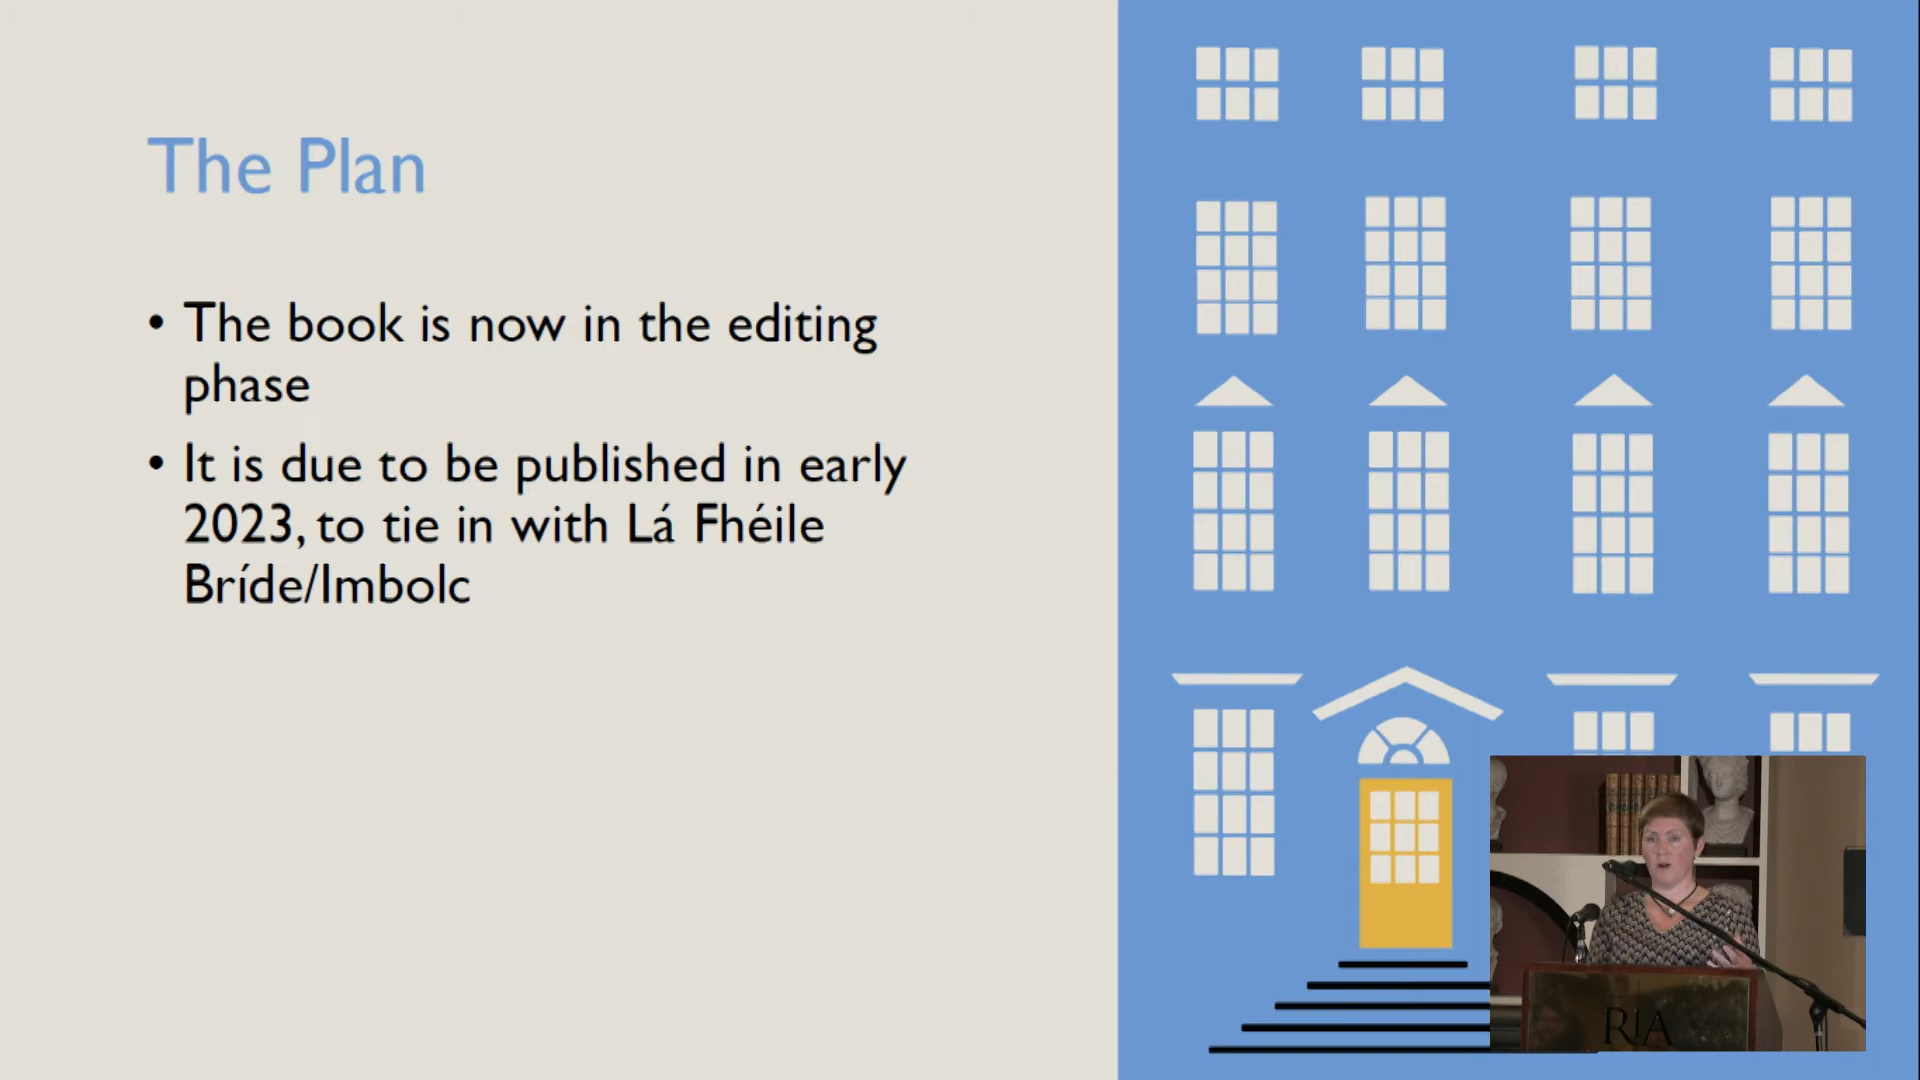 The Plan
• The book is now in the editing
phase
• It is due to be published in early
2023, to tie in with Lá Fhéile
Bríde/Imbolc
RIA